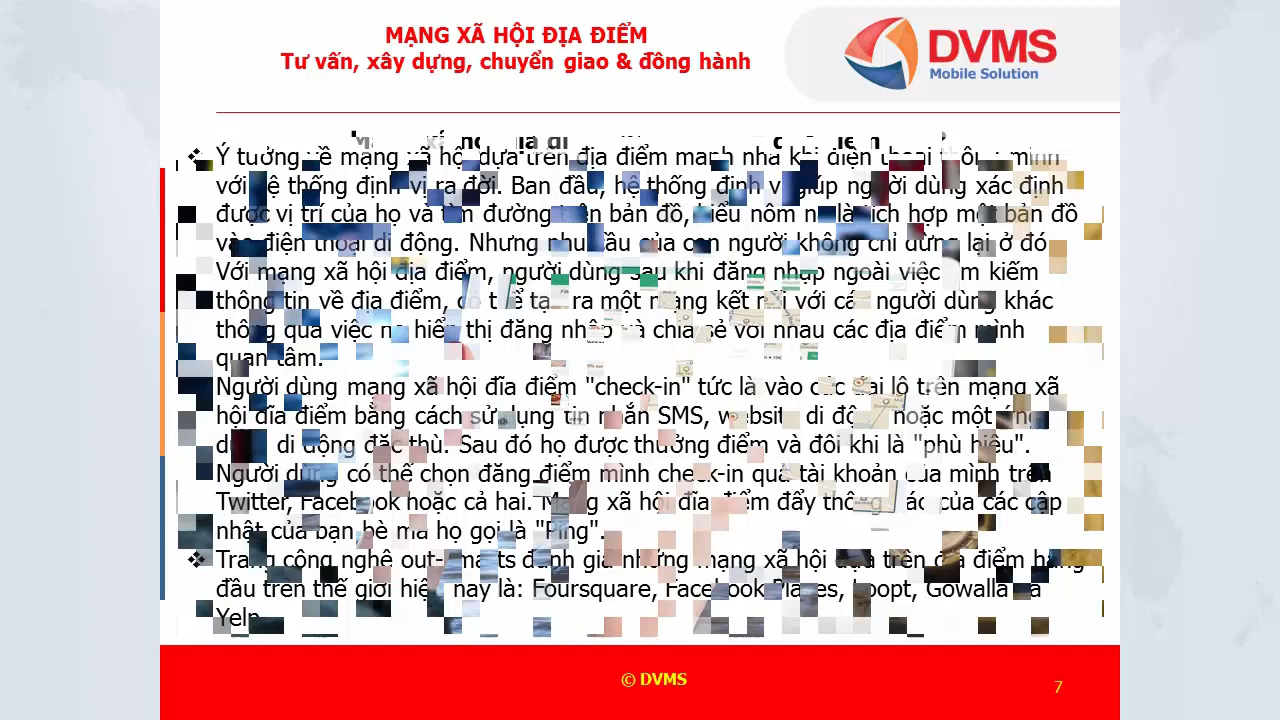 MẠNG XÃ HỘI ĐỊA ĐIỂM
Tư vấn, xây dựng, chuyển giao & đồng hành
DVMS
Mobile Solution
Ý tưởng về mạng xã hội dựa trên địa điểm manh nha khi điện thoại thông minh
với hệ thống định vị ra đời. Ban đầu, hệ thống định vị giúp người dùng xác định
được vị trí của họ và tìm đường trên bản đồ, hiểu nôm na là tích hợp một bản đồ
vào điện thoại di động. Nhưng nhu cầu của con người không chỉ dừng lại ở đó
Với mạng xã hội địa điểm, người dùng sau khi đăng nhập ngoài việc tìm kiếm
thông tin về địa điểm, có thể tạo ra một mạng kết nối với các người dùng khác
thông qua việc hiển thị đăng nhập và chia sẻ với nhau các địa điểm mình
quan tâm.
Người dùng mạng xã hội đĩa điểm "check-in" tức là vào các đại lộ trên mạng xã
hội đĩa điểm bằng cách sử dụng tin nhắn SMS, website di động hoặc một ứng
dụng di động đặc thù. Sau đó họ được thưởng điểm và đôi khi là "phù hiệu".
Người dùng có thể chọn đăng điểm mình check-in qua tài khoản của mình trên
Twitter, Facebook hoặc cả hai. Mạng xã hội đĩa điểm đẩy thông các của các cập
nhật của bạn bè mà họ gọi là "Ping".
Trang công nghệ out-smarts đánh giá những mạng xã hội dựa trên địa điểm hàng
đầu trên thế giới hiện nay là: Foursquare, Facebook Places, Loopt, Gowalla và
Yelp
© DVMS
7